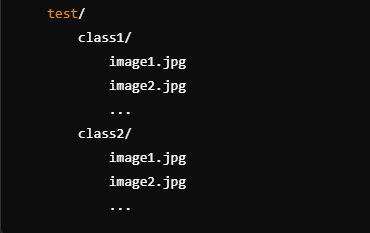 test/
class1/
image1.jpg
image2.jpg
...
class2/
image1.jpg
image2.jpg
...